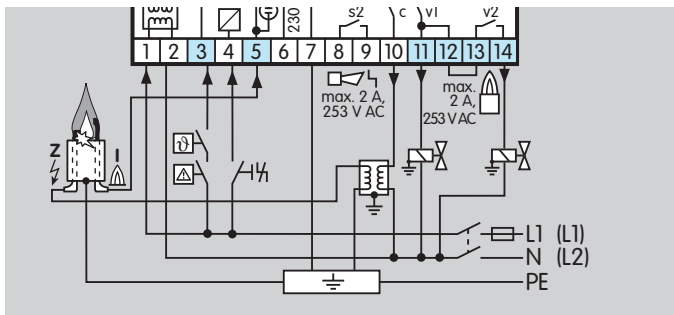 230
s2
c
v1
v2
1 2 3 4 5 6 7 8 9 10 11 12 13 14
max. 2 A,
253 V AC
max.
2 A,
253 V AC
Z
I
ϑ
L1 (L1)
N (L2)
PE